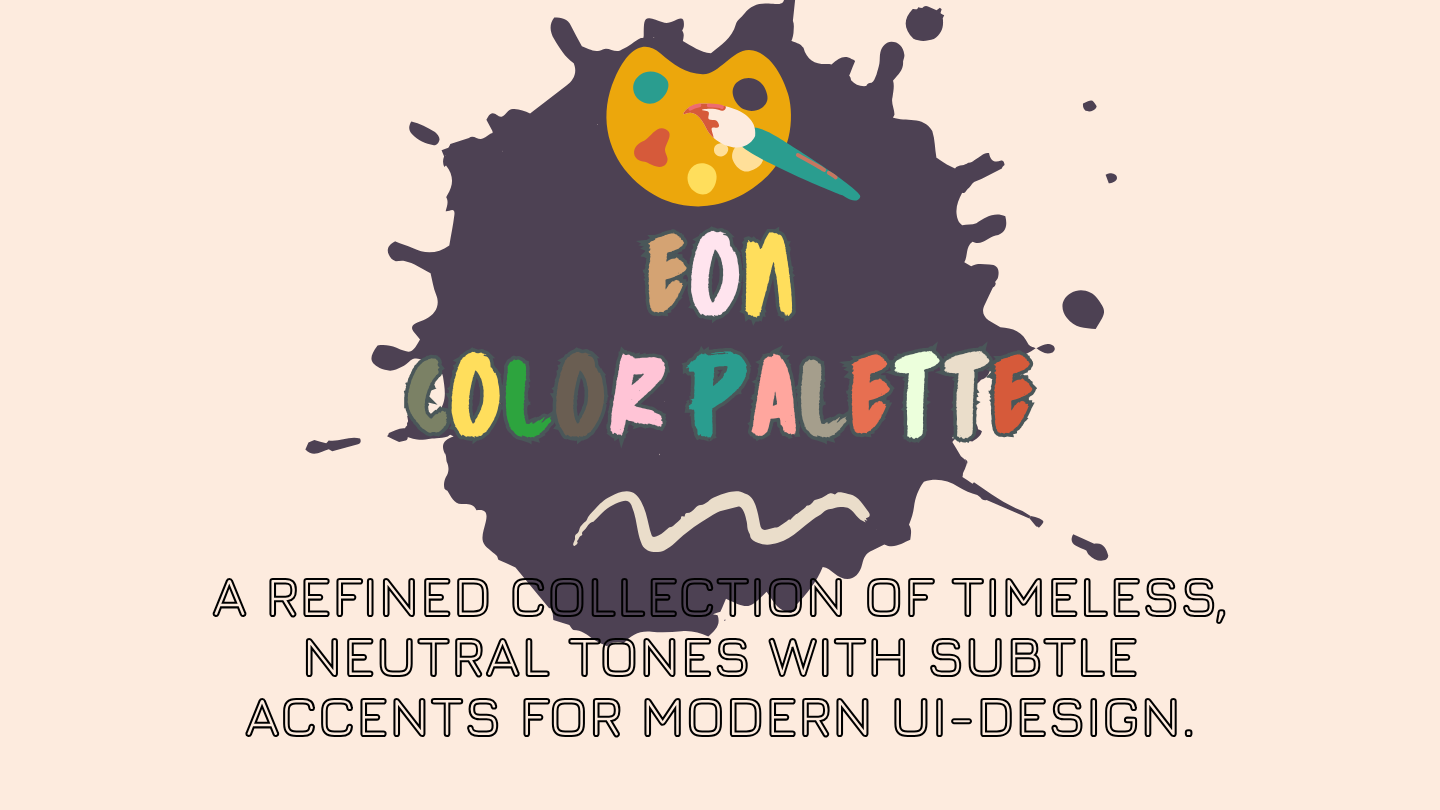 EON
COLOR PALETTE
A REFINED COLLECTION OF TIMELESS,
NEUTRAL TONES WITH SUBTLE
ACCENTS FOR MODERN UI-DESIGN.